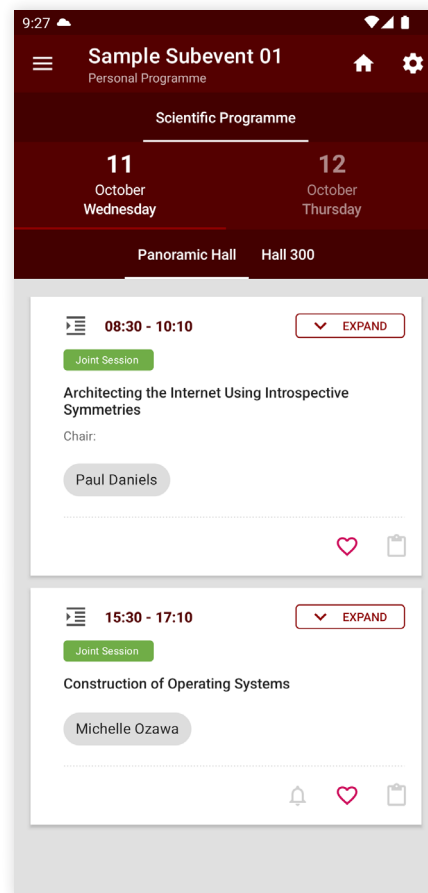 9:27
Sample Subevent 01
Personal Programme
Scientific Programme
11
October
Wednesday
12
October
Thursday
Panoramic Hall
Hall 300
08:30 - 10:10
EXPAND
Joint Session
Architecting the Internet Using Introspective
Symmetries
Chair:
Paul Daniels
15:30 - 17:10
EXPAND
Joint Session
Construction of Operating Systems
Michelle Ozawa